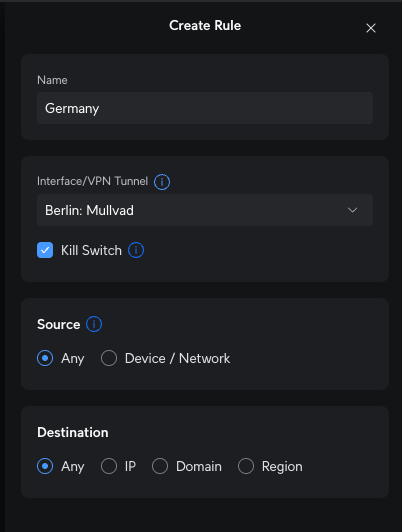 Create Rule
Name
Germany
Interface/VPN Tunnel
Berlin: Mullvad
Kill Switch
Source
Any Device / Network
Destination
Any IP Domain Region